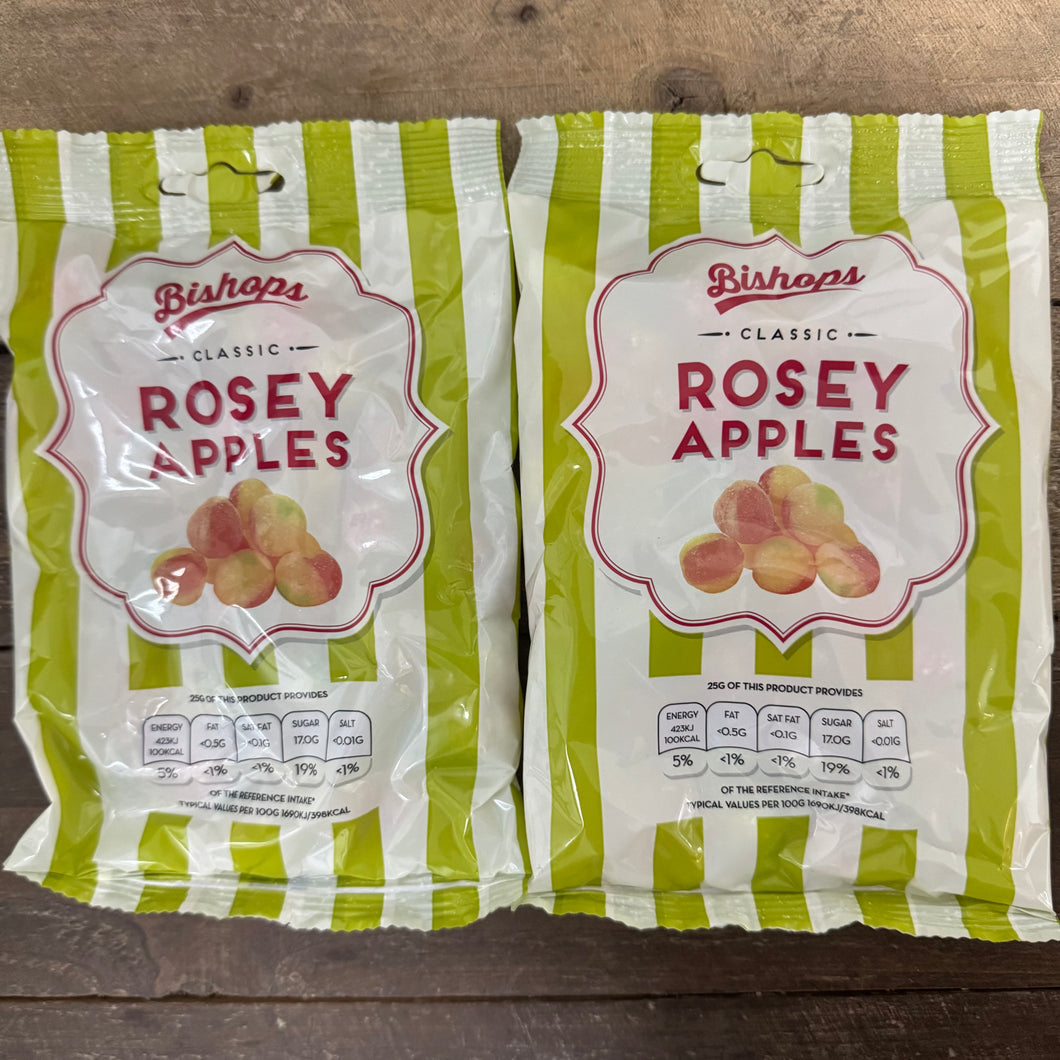 Bishops
CLASSIC
ROSEY
APPLES
25G OF THIS PRODUCT PROVIDES
ENERGY FAT SAT FAT SUGAR SALT
423KJ <0.5G <0.1G 17.0G <0.01G
100KCAL
5% <1% <1% 19% <1%
OF THE REFERENCE INTAKE*
TYPICAL VALUES PER 100G 1690KJ/398KCAL
Bishops
CLASSIC
ROSEY
APPLES
25G OF THIS PRODUCT PROVIDES
ENERGY FAT SAT FAT SUGAR SALT
423KJ <0.5G <0.1G 17.0G <0.01G
100KCAL
5% <1% <1% 19% <1%
OF THE REFERENCE INTAKE*
TYPICAL VALUES PER 100G 1690KJ/398KCAL